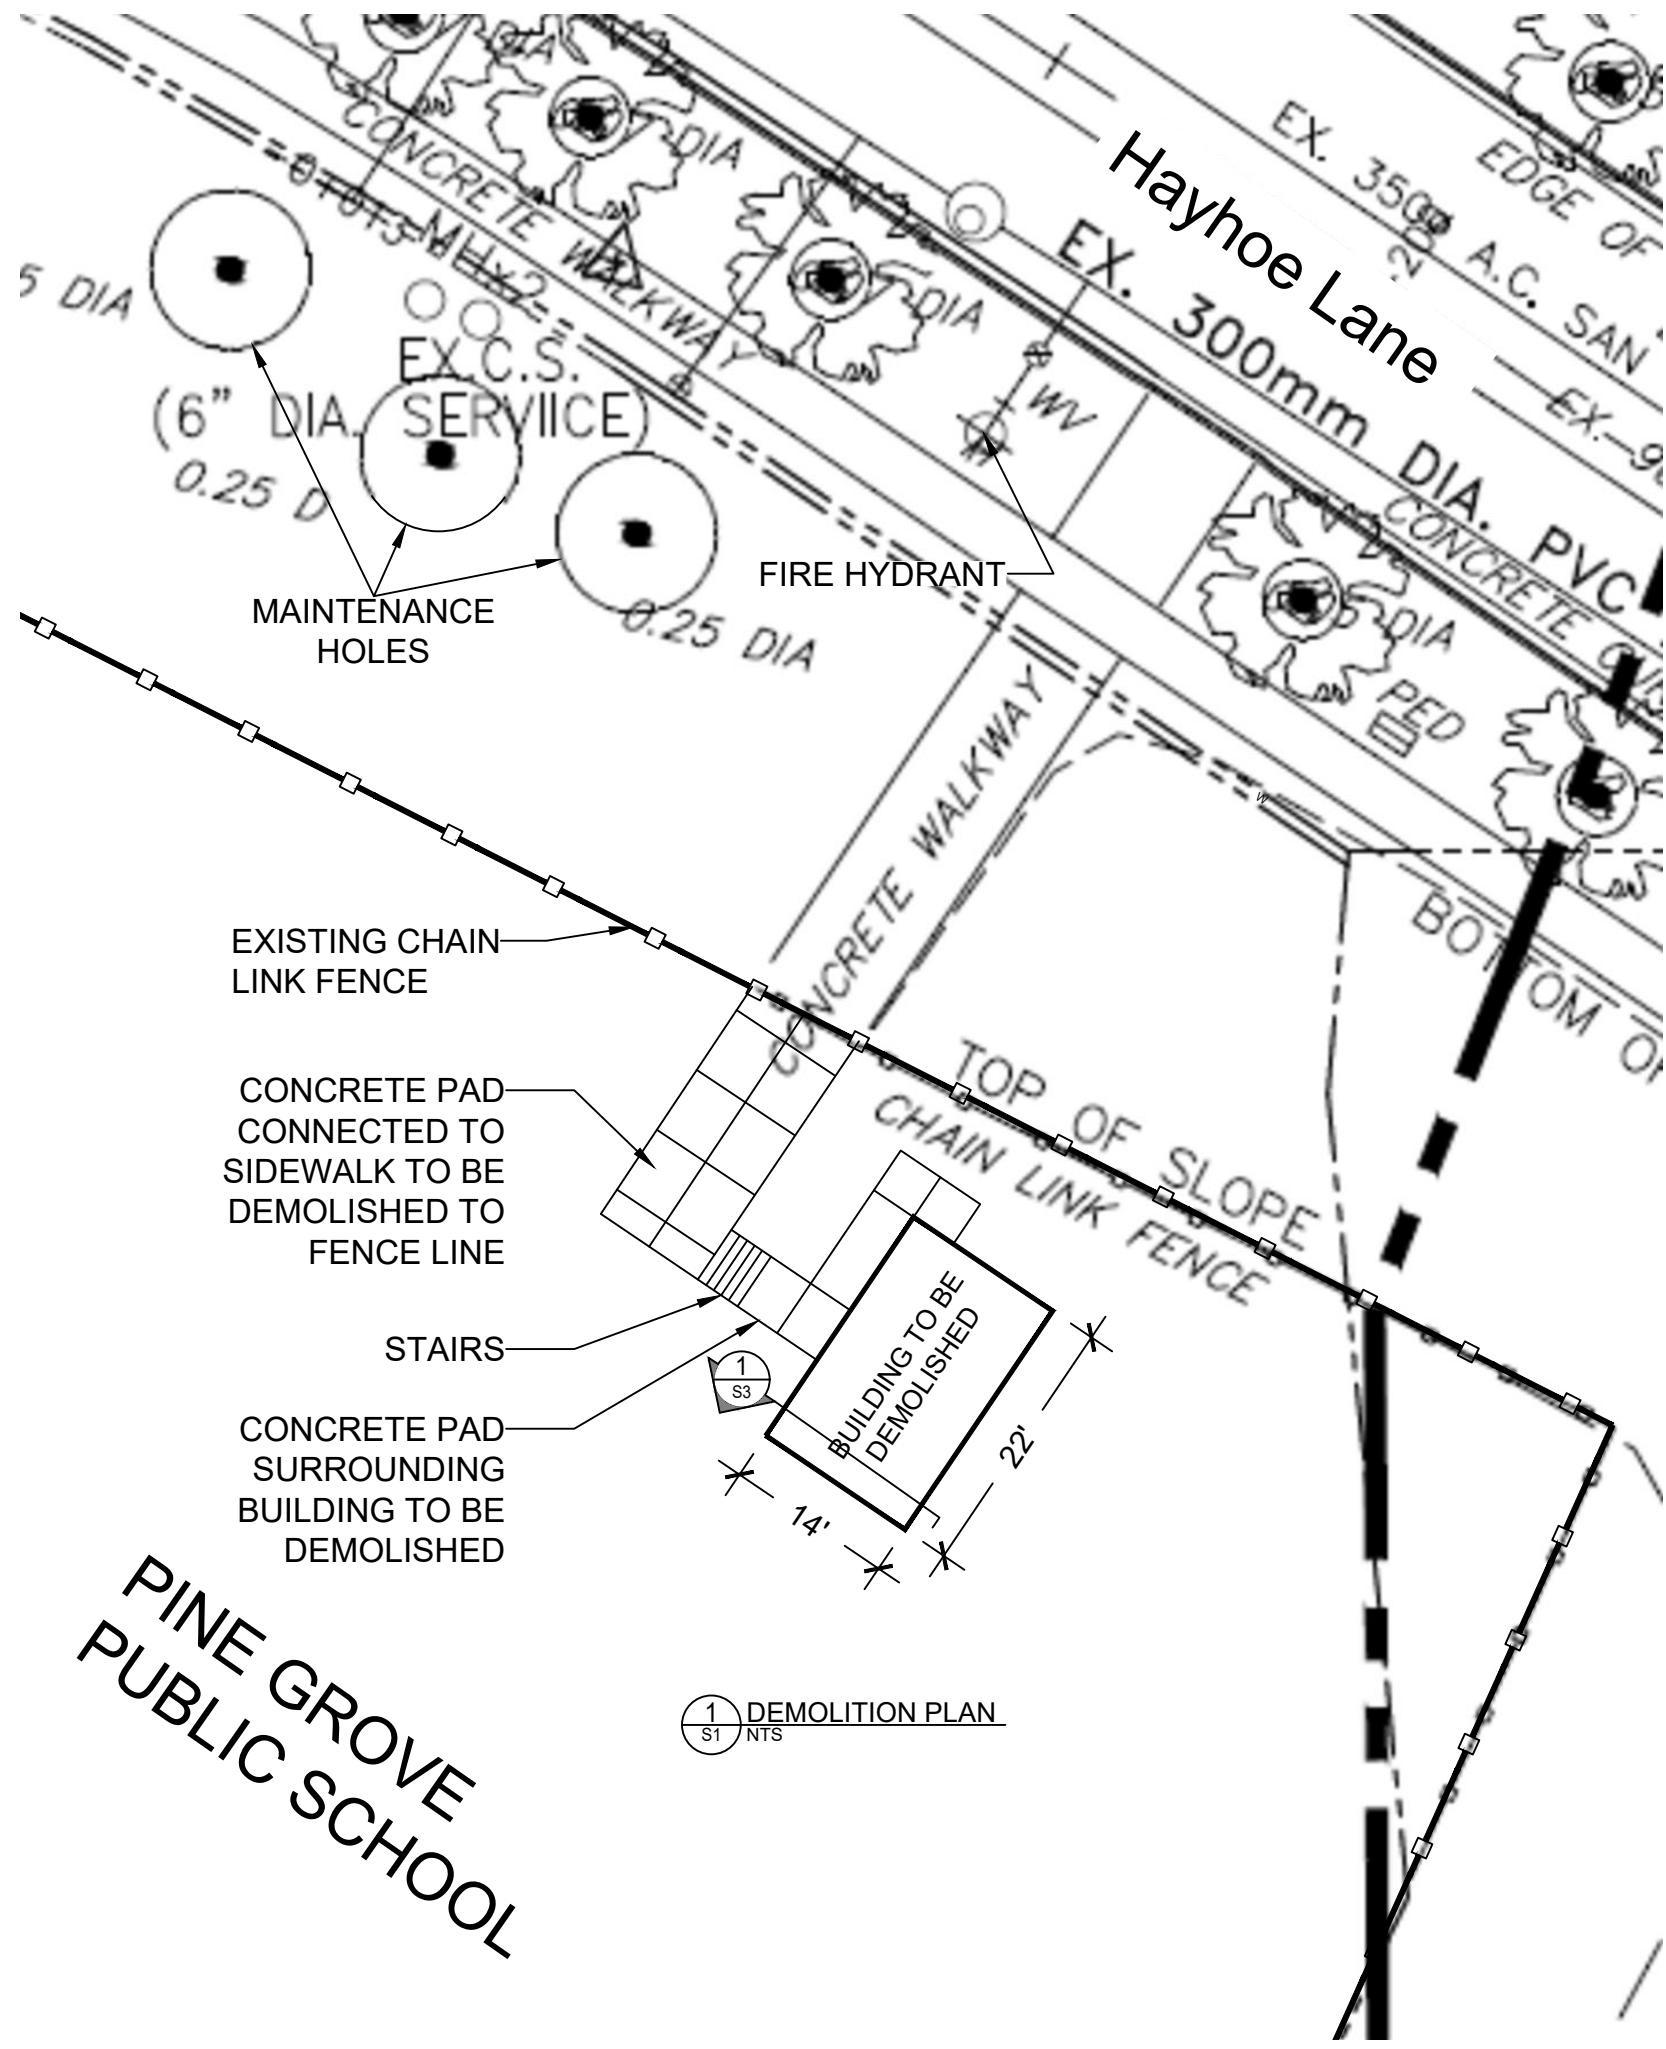 DIA
DIA
CONCRETE WALKWAY
MHx2
5 DIA
EX.C.S.
(6" DIA. SERVIICE)
0.25 D
DIA
WV
Hayhoe Lane
EX. 300mm DIA. PVC
EX. 350ø A.C. SAN
EDGE OF
EX.
CONCRETE
DIA
PED
FIRE HYDRANT
MAINTENANCE
HOLES
0.25 DIA
CONCRETE WALKWAY
W
BOTTOM OF
EXISTING CHAIN
LINK FENCE
TOP OF SLOPE
CHAIN LINK FENCE
CONCRETE PAD
CONNECTED TO
SIDEWALK TO BE
DEMOLISHED TO
FENCE LINE
STAIRS
CONCRETE PAD
SURROUNDING
BUILDING TO BE
DEMOLISHED
1
S3
BUILDING TO BE
DEMOLISHED
22'
14'
PINE GROVE
PUBLIC SCHOOL
1
S1
DEMOLITION PLAN
NTS